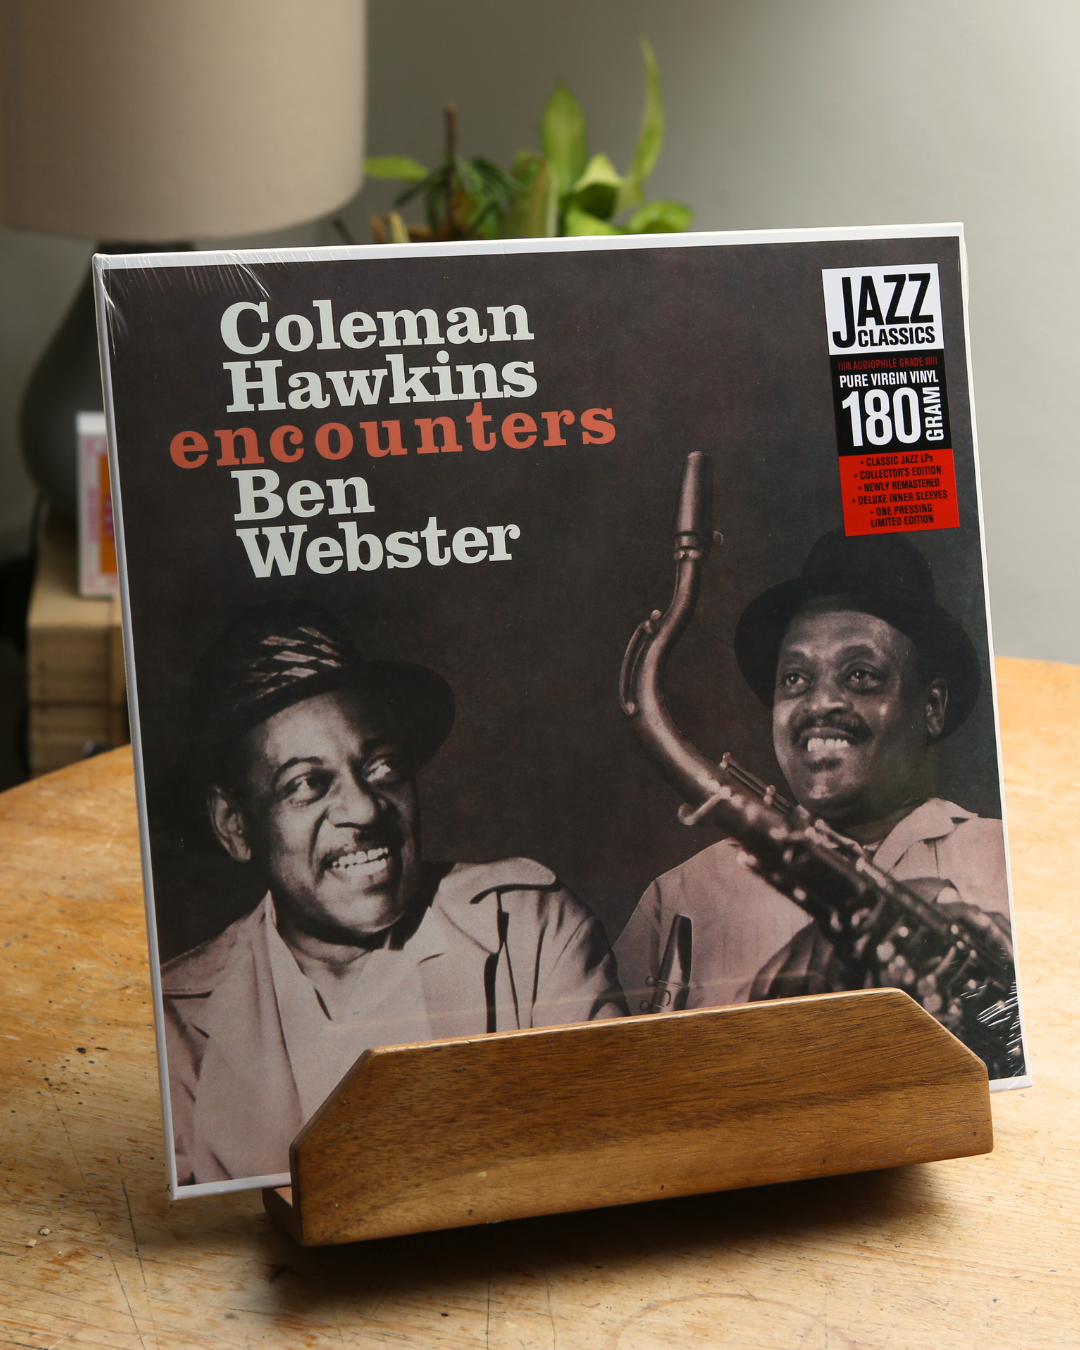 Coleman
Hawkins
encounters
Ben
Webster
JAZZ
CLASSICS
AUDIOPHILE GRADE
PURE VIRGIN VINYL
180 GRAM
• CLASSIC JAZZ LPs
• COLLECTOR'S EDITION
• NEWLY REMASTERED
• DELUXE INNER SLEEVES
• ONE PRESSING
LIMITED EDITION